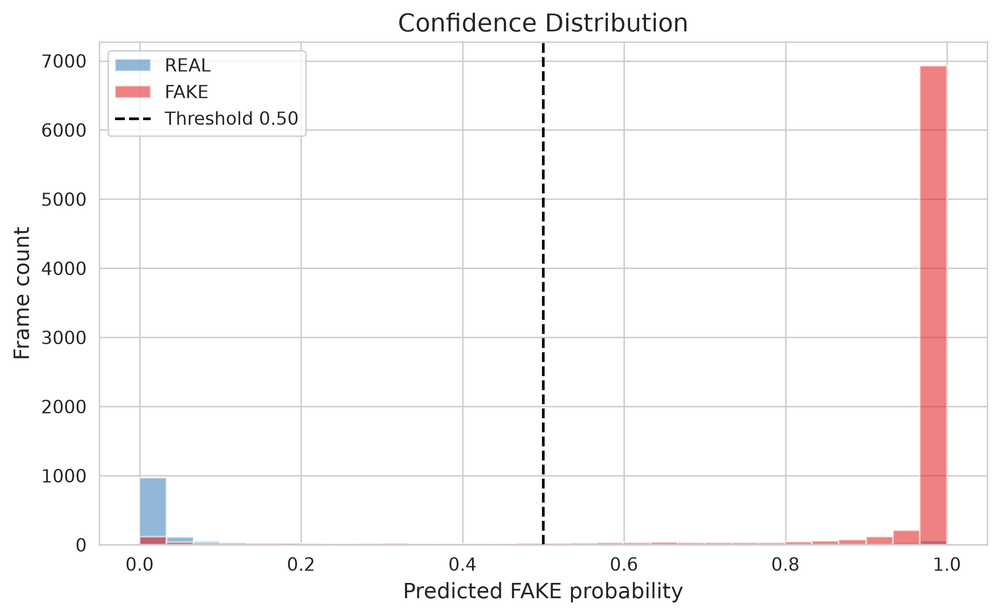 Confidence Distribution
REAL
FAKE
Threshold 0.50
Frame count
7000
6000
5000
4000
3000
2000
1000
0
0.0 0.2 0.4 0.6 0.8 1.0
Predicted FAKE probability